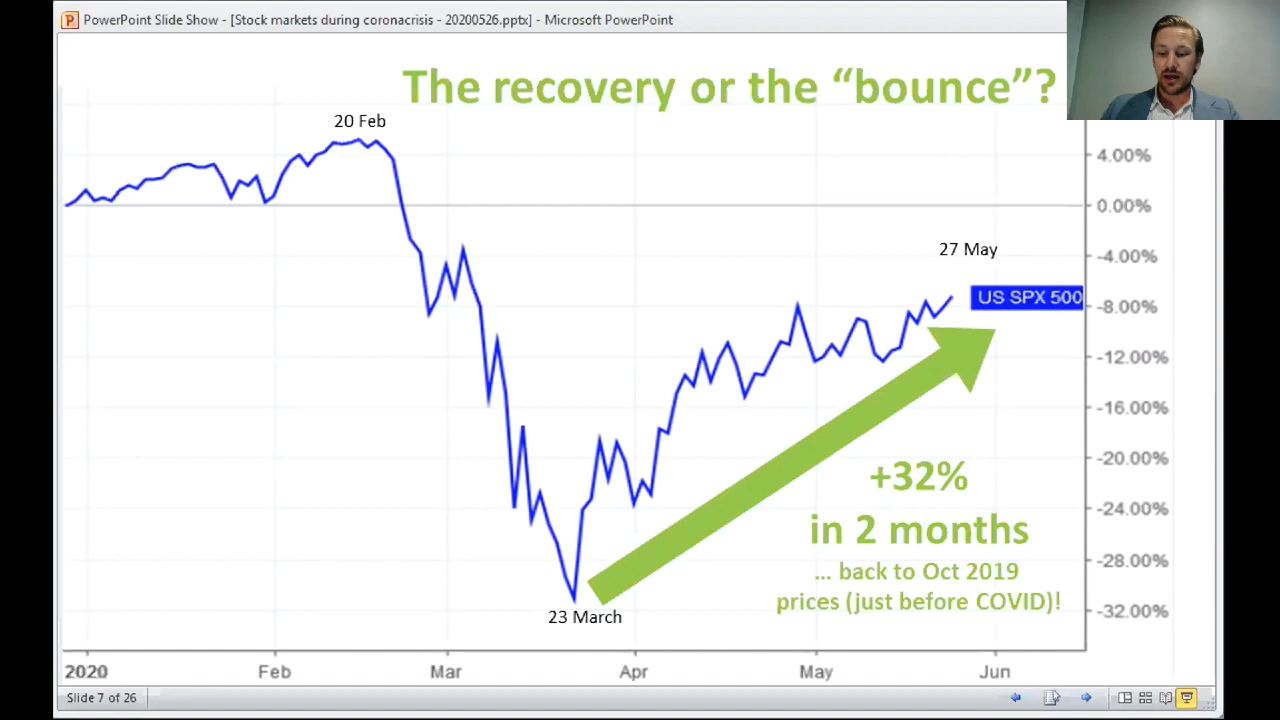 PowerPoint Slide Show - [Stock markets during coronacrisis - 20200526.pptx] - Microsoft PowerPoint
The recovery or the “bounce”?
20 Feb
4.00%
0.00%
27 May
-4.00%
US SPX 500
-8.00%
-12.00%
-16.00%
-20.00%
-24.00%
-28.00%
-32.00%
+32%
in 2 months
... back to Oct 2019
prices (just before COVID)!
23 March
2020 Feb Mar Apr May Jun
Slide 7 of 26